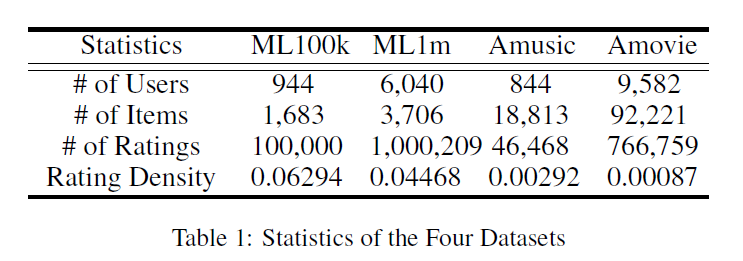 Statistics ML100k ML1m Amusic Amovie
# of Users 944 6,040 844 9,582
# of Items 1,683 3,706 18,813 92,221
# of Ratings 100,000 1,000,209 46,468 766,759
Rating Density 0.06294 0.04468 0.00292 0.00087
Table 1: Statistics of the Four Datasets